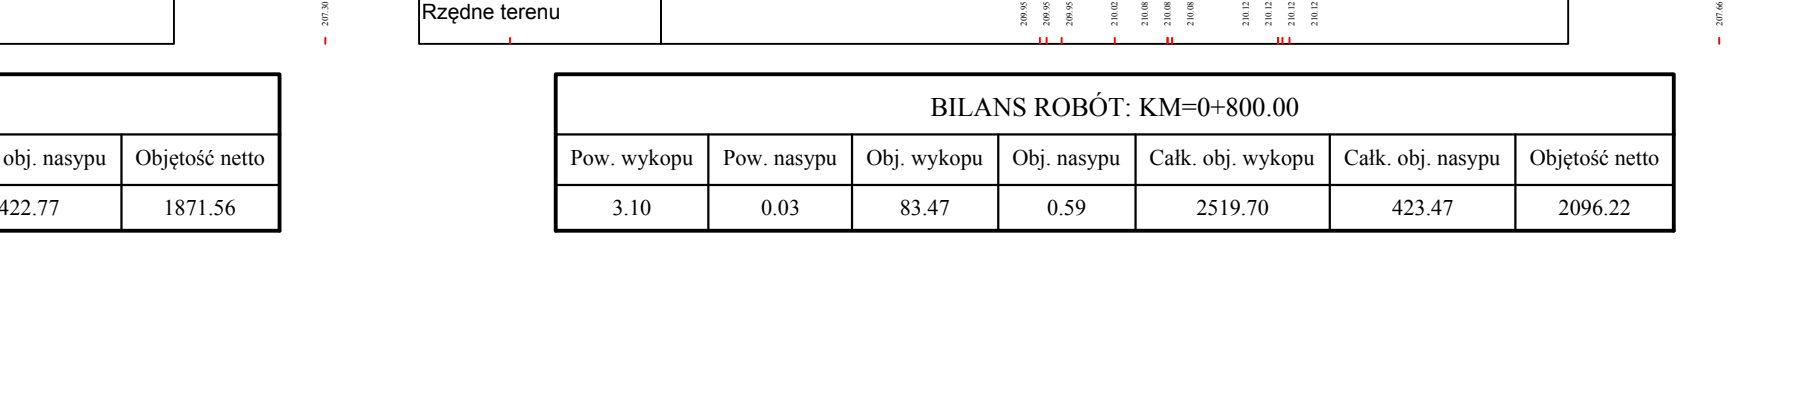 207.30
Rzędne terenu
209.95 209.95 209.95 210.02 210.08 210.08 210.08 210.12 210.12 210.12 210.12
207.66
obj. nasypu Objętość netto
422.77 1871.56
BILANS ROBÓT: KM=0+800.00
Pow. wykopu Pow. nasypu Obj. wykopu Obj. nasypu Całk. obj. wykopu Całk. obj. nasypu Objętość netto
3.10 0.03 83.47 0.59 2519.70 423.47 2096.22